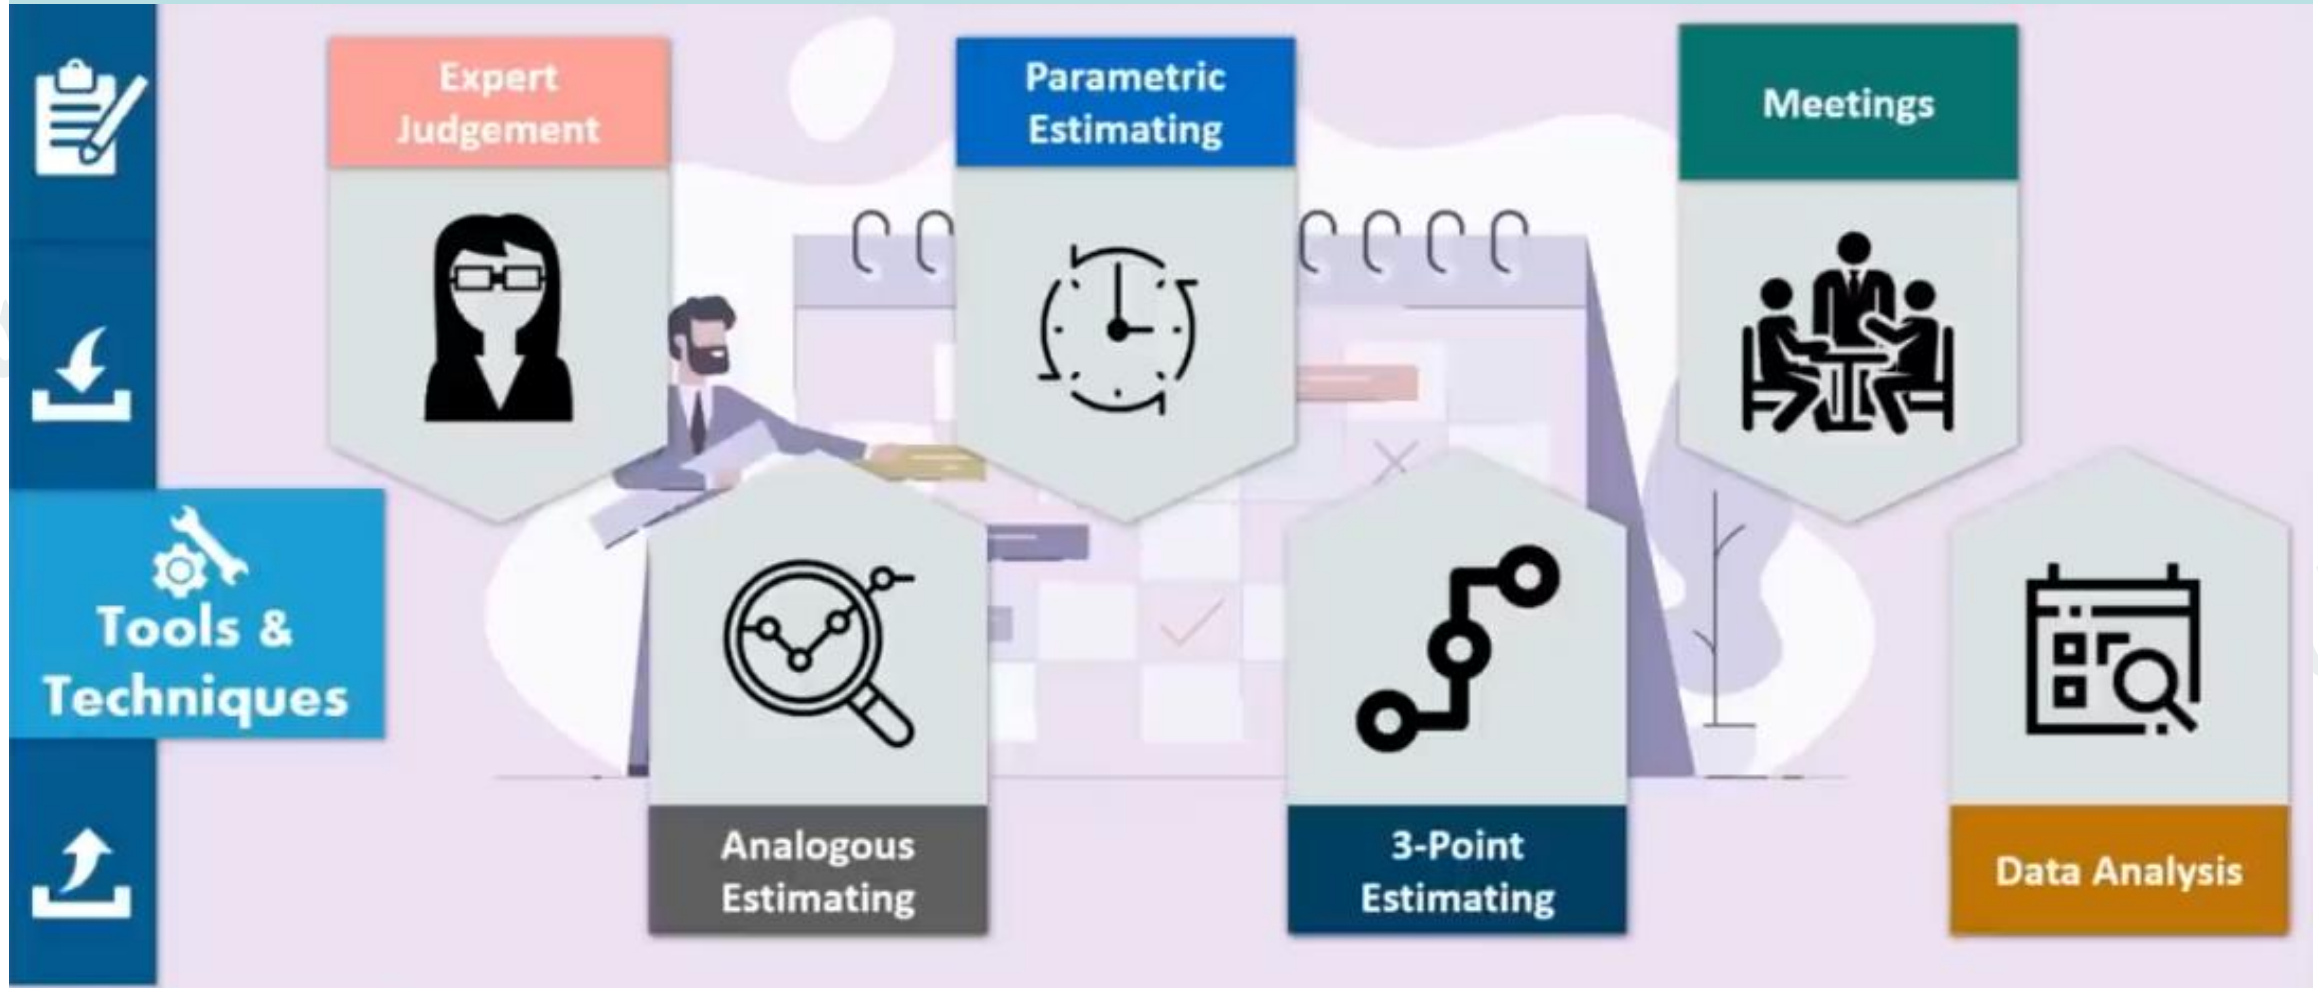 Expert
Judgement
Parametric
Estimating
Meetings
Tools &
Techniques
Analogous
Estimating
3-Point
Estimating
Data Analysis